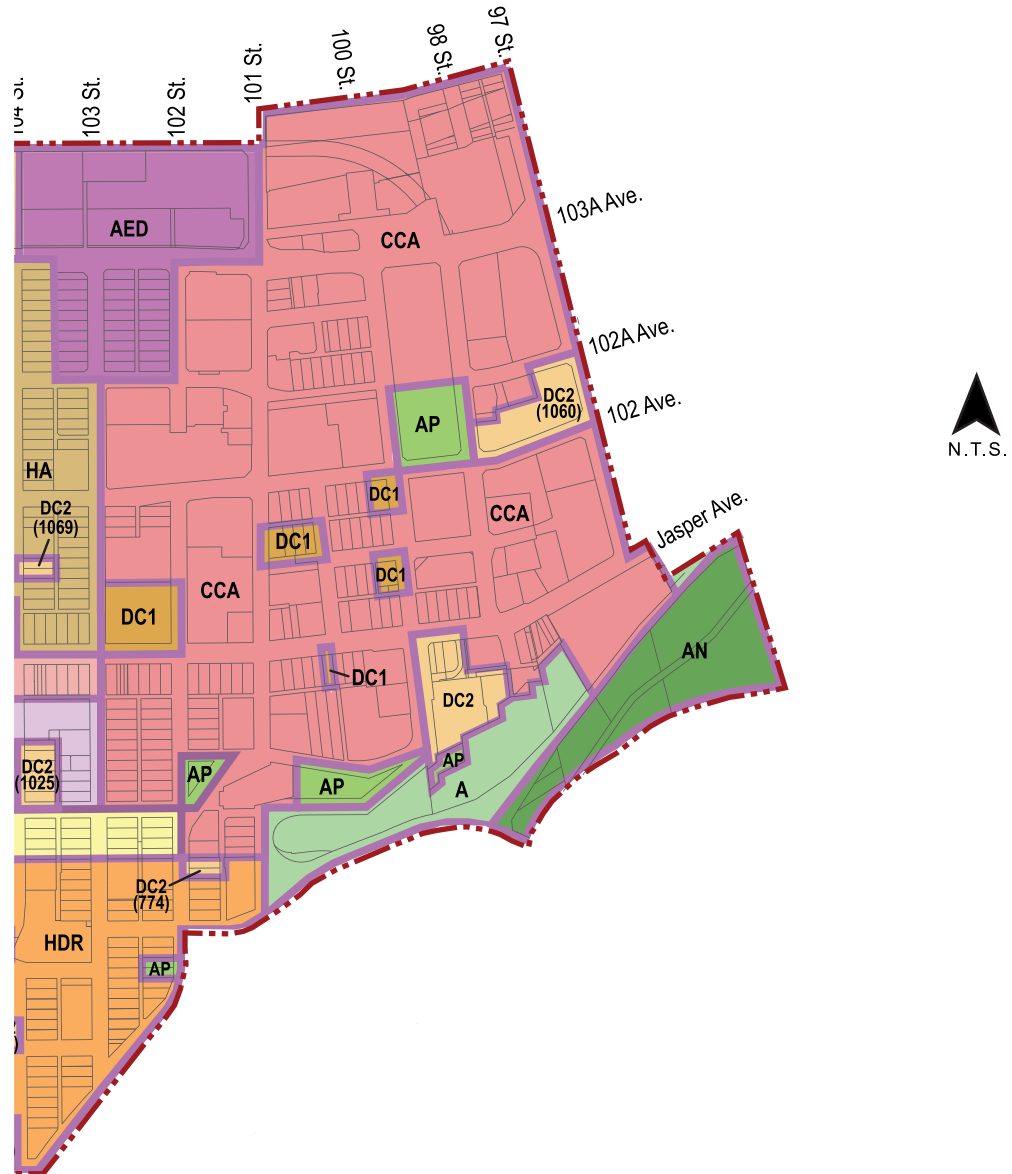 104 St.
103 St.
102 St.
101 St.
100 St.
98 St.
97 St.
103A Ave.
AED
CCA
102A Ave.
DC2
(1060)
102 Ave.
AP
N.T.S.
HA
DC1
DC2
(1069)
CCA
Jasper Ave.
DC1
DC1
CCA
DC1
AN
DC1
DC2
AP
DC2
(1025)
AP
AP
A
DC2
(774)
HDR
AP
)